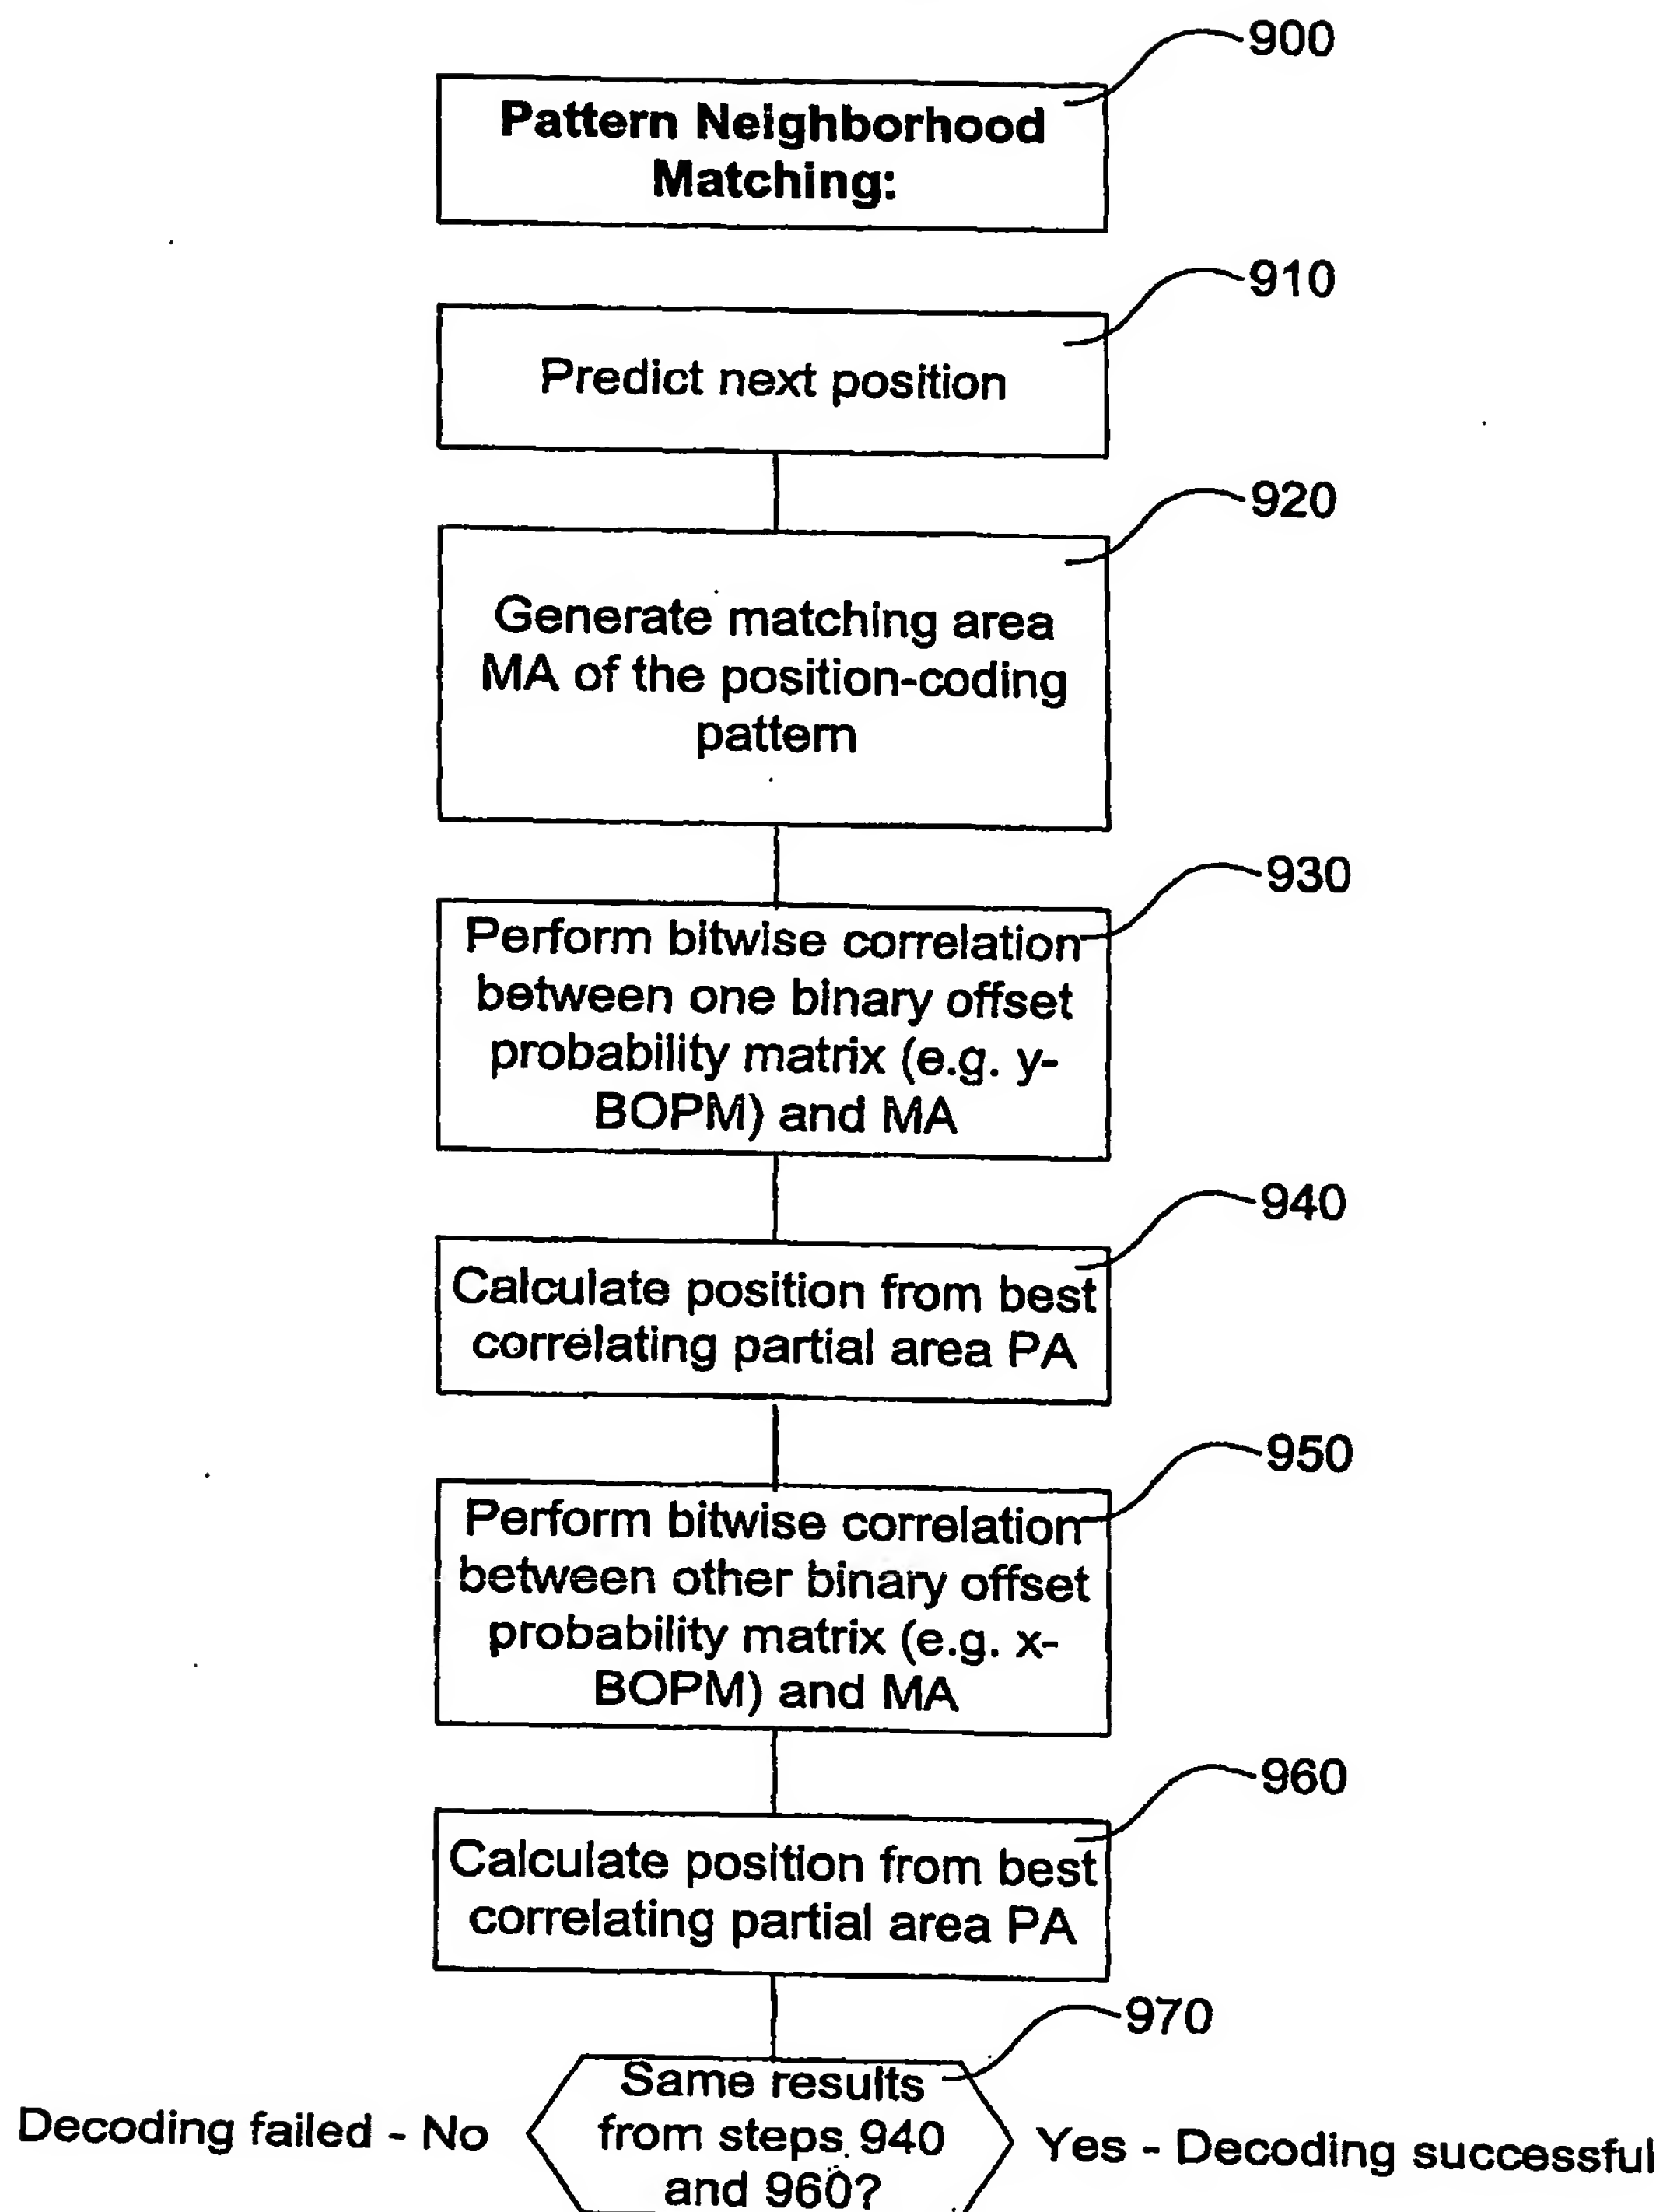 900
Pattern Neighborhood
Matching:
910
Predict next position
920
Generate matching area
MA of the position-coding
pattern
930
Perform bitwise correlation
between one binary offset
probability matrix (e.g. y-
BOPM) and MA
940
Calculate position from best
correlating partial area PA
950
Perform bitwise correlation
between other binary offset
probability matrix (e.g. x-
BOPM) and MA
960
Calculate position from best
correlating partial area PA
970
Same results
from steps 940
and 960?
Decoding failed - No
Yes - Decoding successful